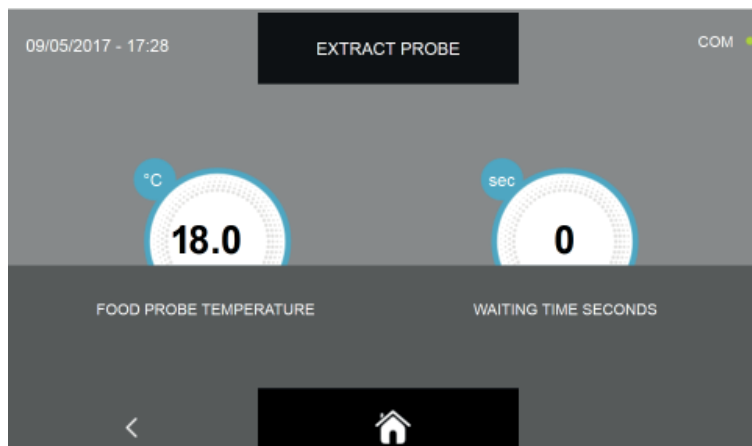 09/05/2017 - 17:28
EXTRACT PROBE
COM
°C
sec
18.0
0
FOOD PROBE TEMPERATURE
WAITING TIME SECONDS